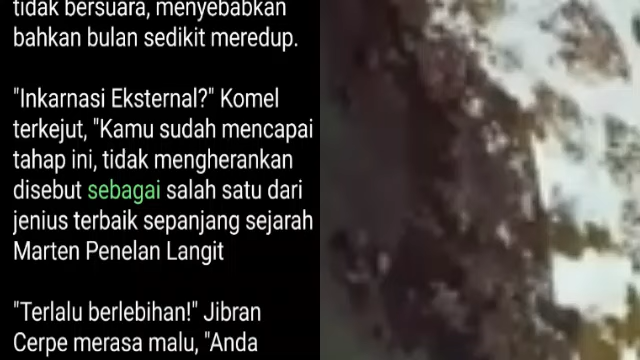 tidak bersuara, menyebabkan
bahkan bulan sedikit meredup.
"Inkarnasi Eksternal?" Komel
terkejut, "Kamu sudah mencapai
tahap ini, tidak mengherankan
disebut sebagai salah satu dari
jenius terbaik sepanjang sejarah
Marten Penelan Langit
"Terlalu berlebihan!" Jibran
Cerpe merasa malu, "Anda